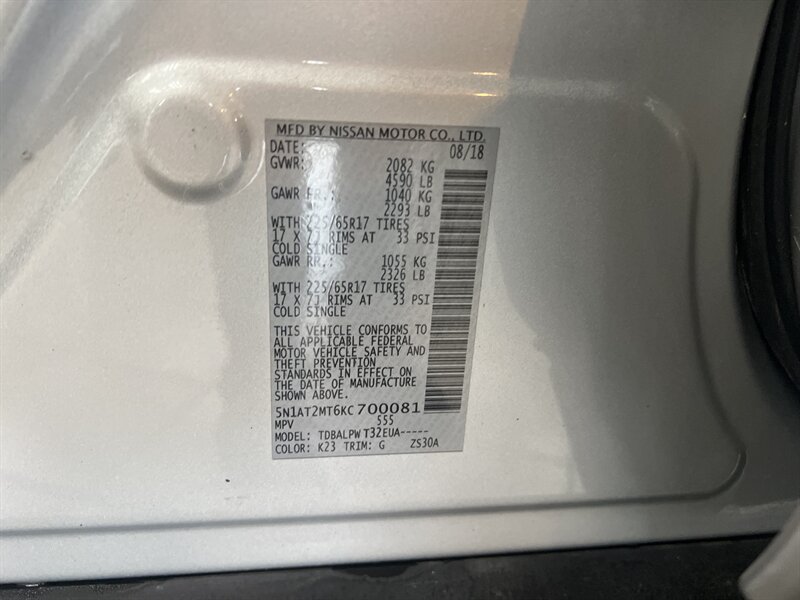 MFD BY NISSAN MOTOR CO., LTD.
DATE: 08/18
GVWR: 2082 KG
4590 LB
GAWR FR.: 1040 KG
2293 LB
WITH 225/65R17 TIRES
17 X 7J RIMS AT 33 PSI
COLD SINGLE
GAWR RR.: 1055 KG
2326 LB
WITH 225/65R17 TIRES
17 X 7J RIMS AT 33 PSI
COLD SINGLE
THIS VEHICLE CONFORMS TO
ALL APPLICABLE FEDERAL
MOTOR VEHICLE SAFETY AND
THEFT PREVENTION
STANDARDS IN EFFECT ON
THE DATE OF MANUFACTURE
SHOWN ABOVE.
5N1AT2MT6KC700081
MPV 555
MODEL: TDBALPWT32EUA-----
COLOR: K23 TRIM: G ZS30A